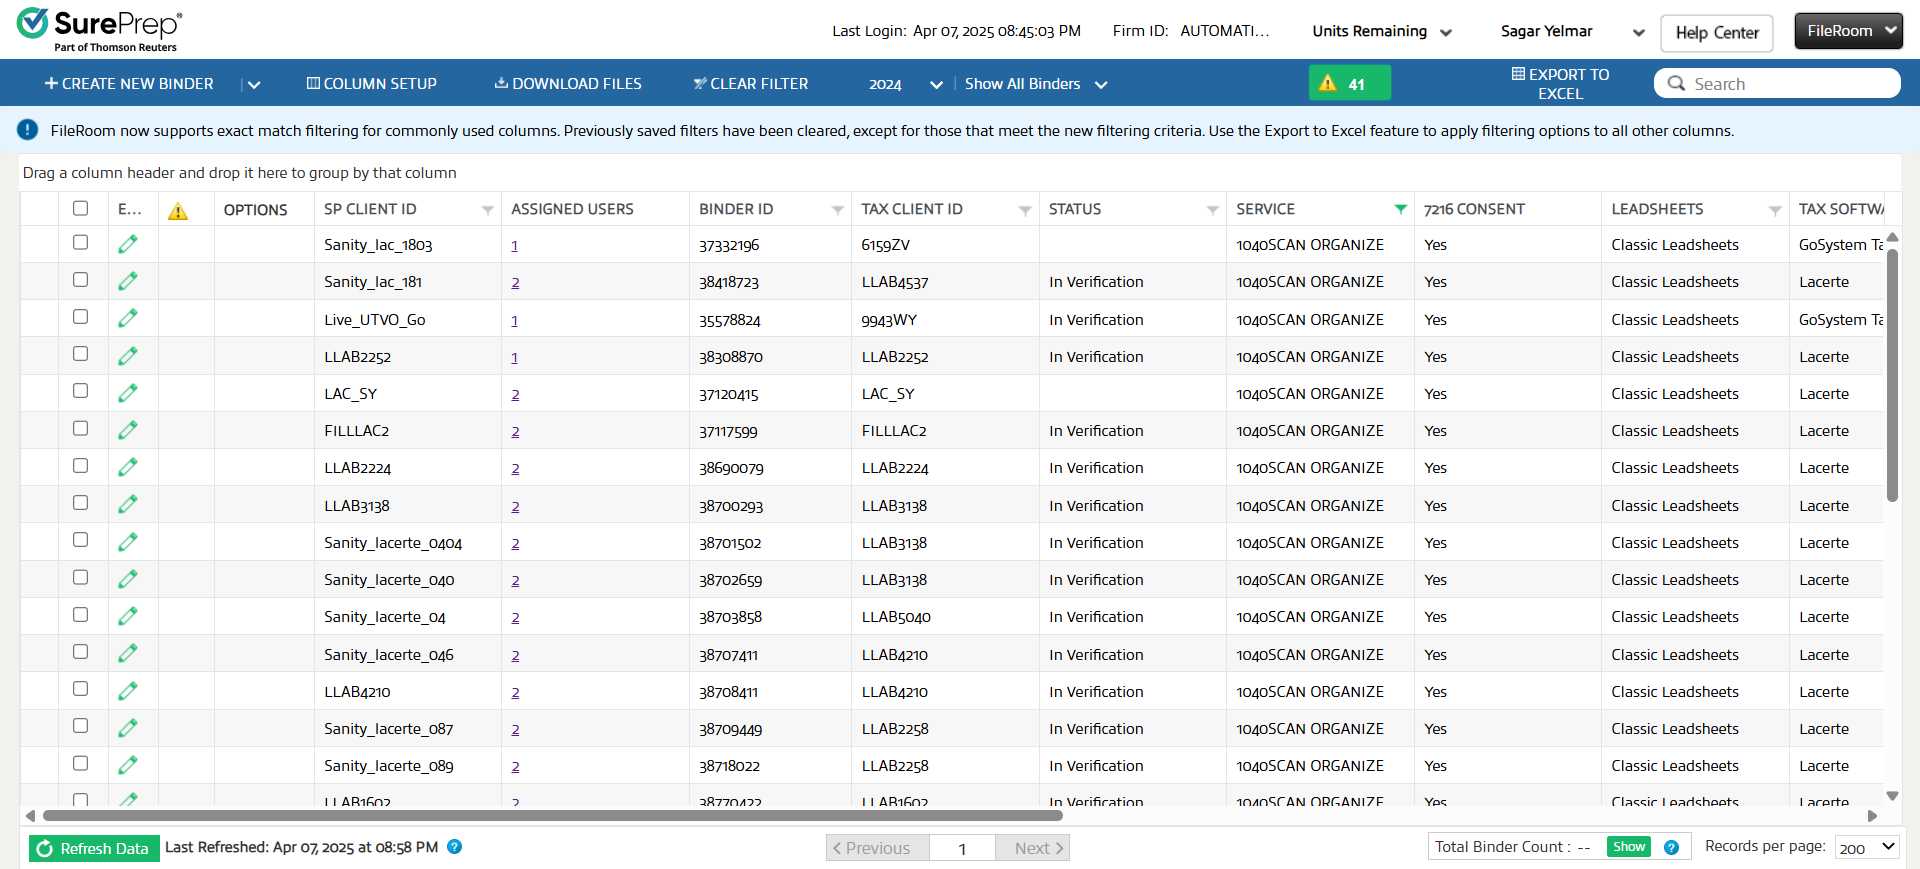 SurePrep®
Part of Thomson Reuters
Last Login: Apr 07, 2025 08:45:03 PM Firm ID: AUTOMATI... Units Remaining Sagar Yelmar Help Center FileRoom
CREATE NEW BINDER COLUMN SETUP DOWNLOAD FILES CLEAR FILTER 2024 Show All Binders 41 EXPORT TO EXCEL Search
FileRoom now supports exact match filtering for commonly used columns. Previously saved filters have been cleared, except for those that meet the new filtering criteria. Use the Export to Excel feature to apply filtering options to all other columns.
Drag a column header and drop it here to group by that column
E... OPTIONS SP CLIENT ID ASSIGNED USERS BINDER ID TAX CLIENT ID STATUS SERVICE 7216 CONSENT LEADSHEETS TAX SOFTWA
Sanity_lac_1803 1 37332196 6159ZV 1040SCAN ORGANIZE Yes Classic Leadsheets GoSystem Ta
Sanity_lac_181 2 38418723 LLAB4537 In Verification 1040SCAN ORGANIZE Yes Classic Leadsheets Lacerte
Live_UTVO_Go 1 35578824 9943WY In Verification 1040SCAN ORGANIZE Yes Classic Leadsheets GoSystem Ta
LLAB2252 1 38308870 LLAB2252 In Verification 1040SCAN ORGANIZE Yes Classic Leadsheets Lacerte
LAC_SY 2 37120415 LAC_SY 1040SCAN ORGANIZE Yes Classic Leadsheets Lacerte
FILLLAC2 2 37117599 FILLLAC2 In Verification 1040SCAN ORGANIZE Yes Classic Leadsheets Lacerte
LLAB2224 2 38690079 LLAB2224 In Verification 1040SCAN ORGANIZE Yes Classic Leadsheets Lacerte
LLAB3138 2 38700293 LLAB3138 In Verification 1040SCAN ORGANIZE Yes Classic Leadsheets Lacerte
Sanity_lacerte_0404 2 38701502 LLAB3138 In Verification 1040SCAN ORGANIZE Yes Classic Leadsheets Lacerte
Sanity_lacerte_040 2 38702659 LLAB3138 In Verification 1040SCAN ORGANIZE Yes Classic Leadsheets Lacerte
Sanity_lacerte_04 2 38703858 LLAB5040 In Verification 1040SCAN ORGANIZE Yes Classic Leadsheets Lacerte
Sanity_lacerte_046 2 38707411 LLAB4210 In Verification 1040SCAN ORGANIZE Yes Classic Leadsheets Lacerte
LLAB4210 2 38708411 LLAB4210 In Verification 1040SCAN ORGANIZE Yes Classic Leadsheets Lacerte
Sanity_lacerte_087 2 38709449 LLAB2258 In Verification 1040SCAN ORGANIZE Yes Classic Leadsheets Lacerte
Sanity_lacerte_089 2 38718022 LLAB2258 In Verification 1040SCAN ORGANIZE Yes Classic Leadsheets Lacerte
LLAB1602 2 38770422 LLAB1602 In Verification 1040SCAN ORGANIZE Yes Classic Leadsheets Lacerte
Refresh Data Last Refreshed: Apr 07, 2025 at 08:58 PM ? Previous 1 Next Total Binder Count : -- Show ? Records per page: 200